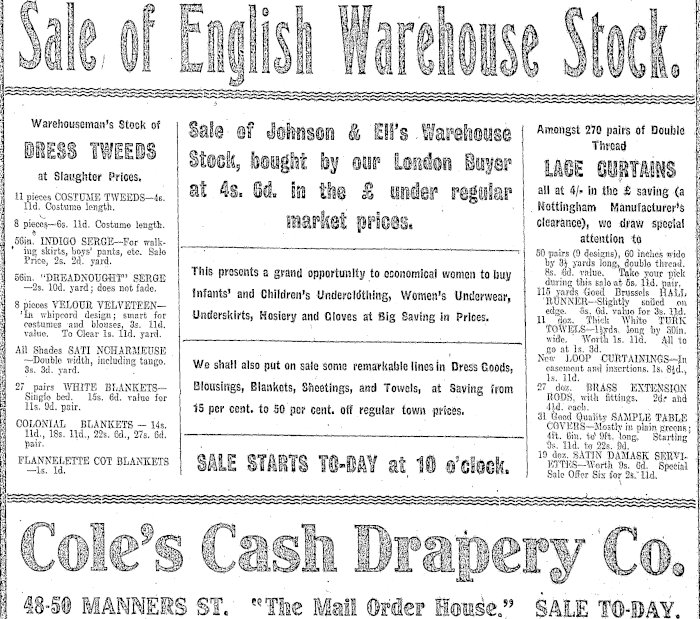 Sale of English Warehouse Stock.
Warehouseman's Stock of
DRESS TWEEDS
at Slaughter Prices.
11 pieces COSTUME TWEEDS—4s.
11d. Costume length.
8 pieces—6s. 11d. Costume length.
56in. INDIGO SERGE—For walk-
ing skirts, boys' pants, etc. Sale
Price, 2s. 2d. yard.
56in. "DREADNOUGHT" SERGE
—2s. 10d. yard; does not fade.
8 pieces VELOUR VELVETEEN—
In whipcord design; smart for
costumes and blouses, 3s. 11d.
value. To Clear 1s. 11d. yard.
All Shades SATI NCHARMEUSE
—Double width, including tango.
3s. 3d. yard.
27 pairs WHITE BLANKETS—
Single bed. 15s. 6d. value for
11s. 9d. pair.
COLONIAL BLANKETS — 14s.
11d., 18s. 11d., 22s. 6d., 27s. 6d.
pair.
FLANNELETTE COT BLANKETS
—1s. 1d.
Sale of Johnson & Ell's Warehouse
Stock, bought by our London Buyer
at 4s. 6d. in the £ under regular
market prices.
This presents a grand opportunity to economical women to buy
Infants' and Children's Underclothing, Women's Underwear,
Underskirts, Hosiery and Gloves at Big Saving in Prices.
We shall also put on sale some remarkable lines in Dress Goods,
Blousings, Blankets, Sheetings, and Towels, at Saving from
15 per cent. to 50 per cent. off regular town prices.
SALE STARTS TO-DAY at 10 o'clock.
Amongst 270 pairs of Double
Thread
LACE CURTAINS
all at 4/- in the £ saving (a
Nottingham Manufacturer's
clearance), we draw special
attention to
50 pairs (9 designs), 60 inches wide
by 3½ yards long, double thread.
8s. 6d. value. Take your pick
during this sale at 5s. 11d. pair.
115 yards Good Brussels HALL
RUNNER—Slightly soiled on
edge. 5s. 6d. value for 3s. 11d.
11 doz. Thick White TURK
TOWELS—1½yds. long by 30in.
wide. Worth 1s. 11d. All to
go at 1s. 3d.
New LOOP CURTAININGS—In
casement and insertions. 1s. 8½d.,
1s. 11d.
27 doz. BRASS EXTENSION
RODS, with fittings. 2d. and
4½d. each.
31 Good Quality SAMPLE TABLE
COVERS—Mostly in plain greens;
4ft. 6in. to 9ft. long. Starting
9s. 11d. to 22s. 9d.
19 doz. SATIN DAMASK SERVI-
ETTES—Worth 9s. 6d. Special
Sale Offer Six for 2s. 11d.
Cole's Cash Drapery Co.
48-50 MANNERS ST. "The Mail Order House." SALE TO-DAY.